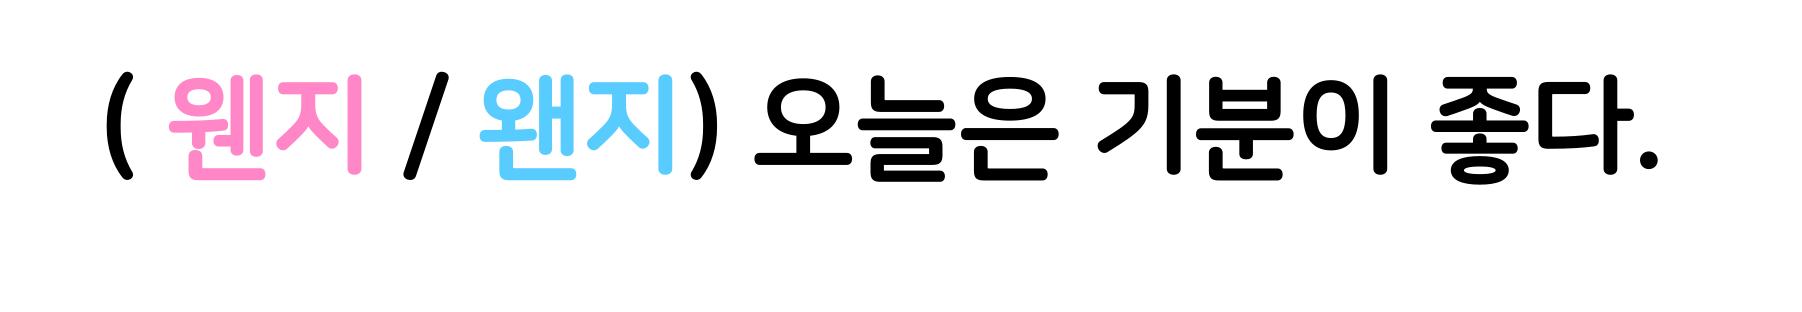 ( 웬지 / 왠지) 오늘은 기분이 좋다.